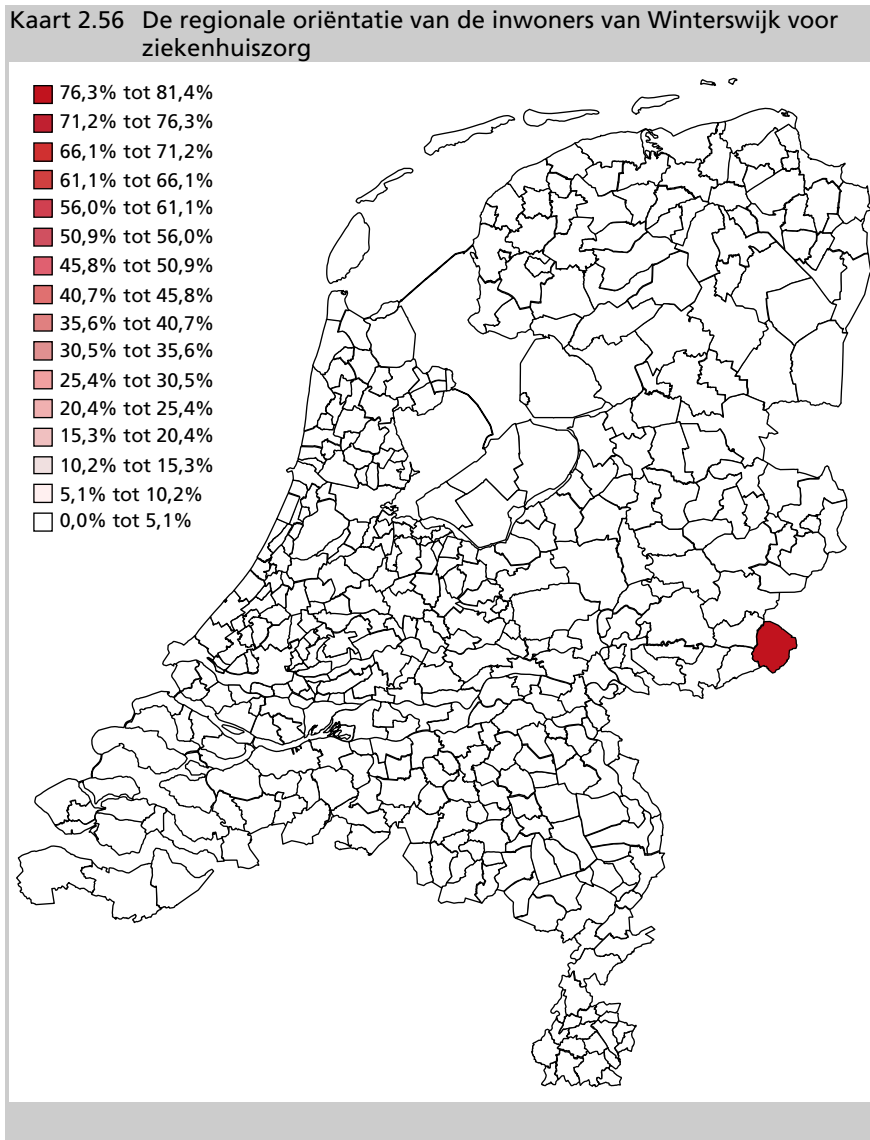 Kaart 2.56 De regionale oriëntatie van de inwoners van Winterswijk voor
ziekenhuiszorg
76,3% tot 81,4%
71,2% tot 76,3%
66,1% tot 71,2%
61,1% tot 66,1%
56,0% tot 61,1%
50,9% tot 56,0%
45,8% tot 50,9%
40,7% tot 45,8%
35,6% tot 40,7%
30,5% tot 35,6%
25,4% tot 30,5%
20,4% tot 25,4%
15,3% tot 20,4%
10,2% tot 15,3%
5,1% tot 10,2%
0,0% tot 5,1%